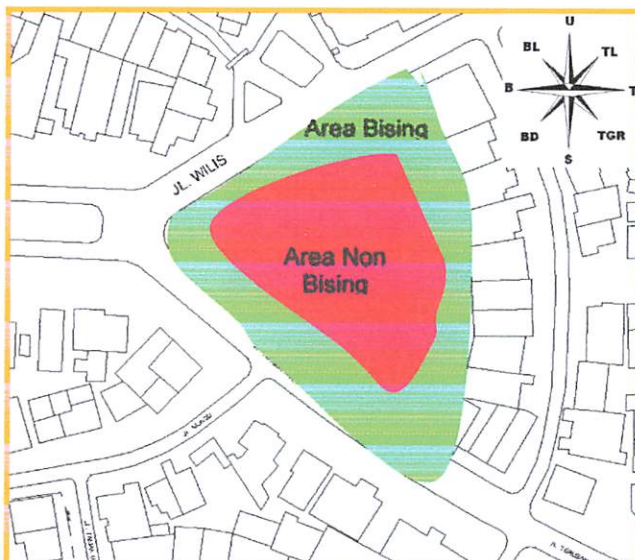 U
BL
TL
B
T
BD
TGR
S
Area Bising
JL. WILIS
Area Non
Bising